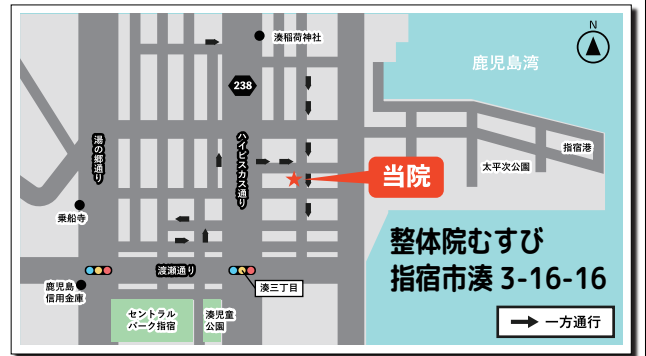 湊稲荷神社
N
鹿児島湾
238
湯の郷通り
ハイビスカス通り
指宿港
太平次公園
当院
乗船寺
整体院むすび
指宿市湊 3-16-16
渡瀬通り
湊三丁目
鹿児島
信用金庫
セントラル
パーク指宿
湊児童
公園
一方通行